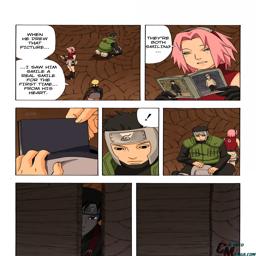 WHEN
HE DREW
THAT
PICTURE...
...I SAW HIM
SMILE A
REAL SMILE
FOR THE
FIRST TIME...
...FROM HIS
HEART.
THEY'RE
BOTH
SMILING...
!